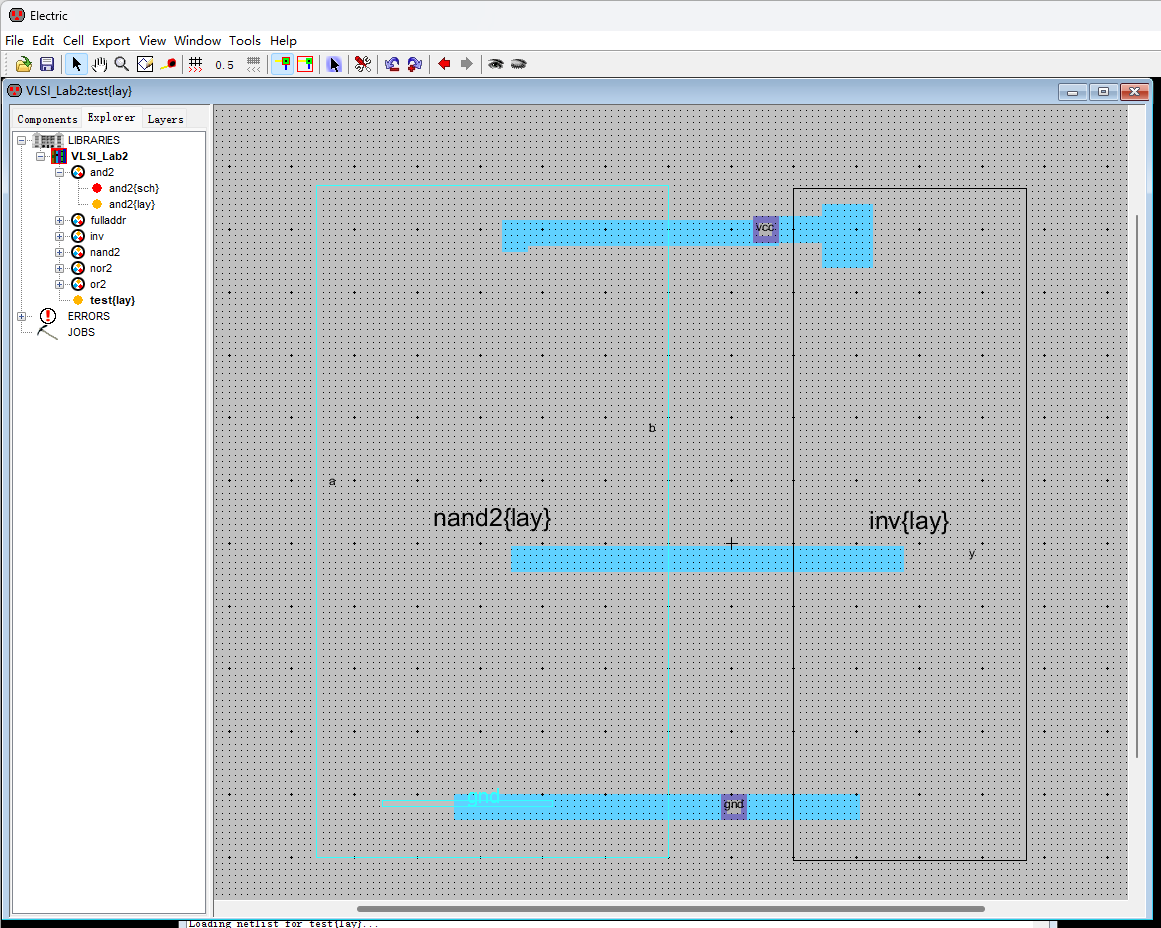 Electric
File Edit Cell Export View Window Tools Help
0.5
VLSI_Lab2:test{lay}
Components Explorer Layers
LIBRARIES
VLSI_Lab2
and2
and2{sch}
and2{lay}
fulladdr
inv
nand2
nor2
or2
test{lay}
ERRORS
JOBS
vcc
b
a
nand2{lay}
inv{lay}
y
gnd
gnd
Loading netlist for test{lay}...